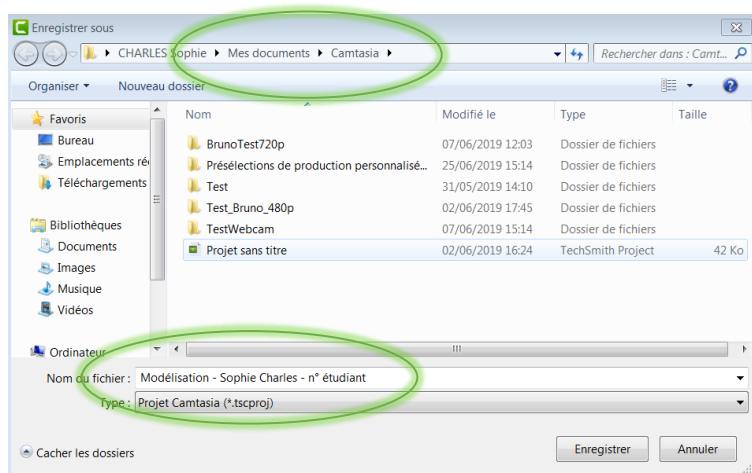 Enregistrer sous
CHARLES Sophie Mes documents Camtasia
Rechercher dans : Camt...
Organiser Nouveau dossier
Nom Modifié le Type Taille
Favoris
Bureau
Emplacements ré
Téléchargements
Bibliothèques
Documents
Images
Musique
Vidéos
Ordinateur
BrunoTest720p 07/06/2019 12:03 Dossier de fichiers
Présélections de production personnalisé... 25/06/2019 15:14 Dossier de fichiers
Test 31/05/2019 14:10 Dossier de fichiers
Test_Bruno_480p 02/06/2019 17:45 Dossier de fichiers
TestWebcam 07/06/2019 15:14 Dossier de fichiers
Projet sans titre 02/06/2019 16:24 TechSmith Project 42 Ko
Nom du fichier : Modélisation - Sophie Charles - n° étudiant
Type : Projet Camtasia (*.tscproj)
Cacher les dossiers
Enregistrer Annuler